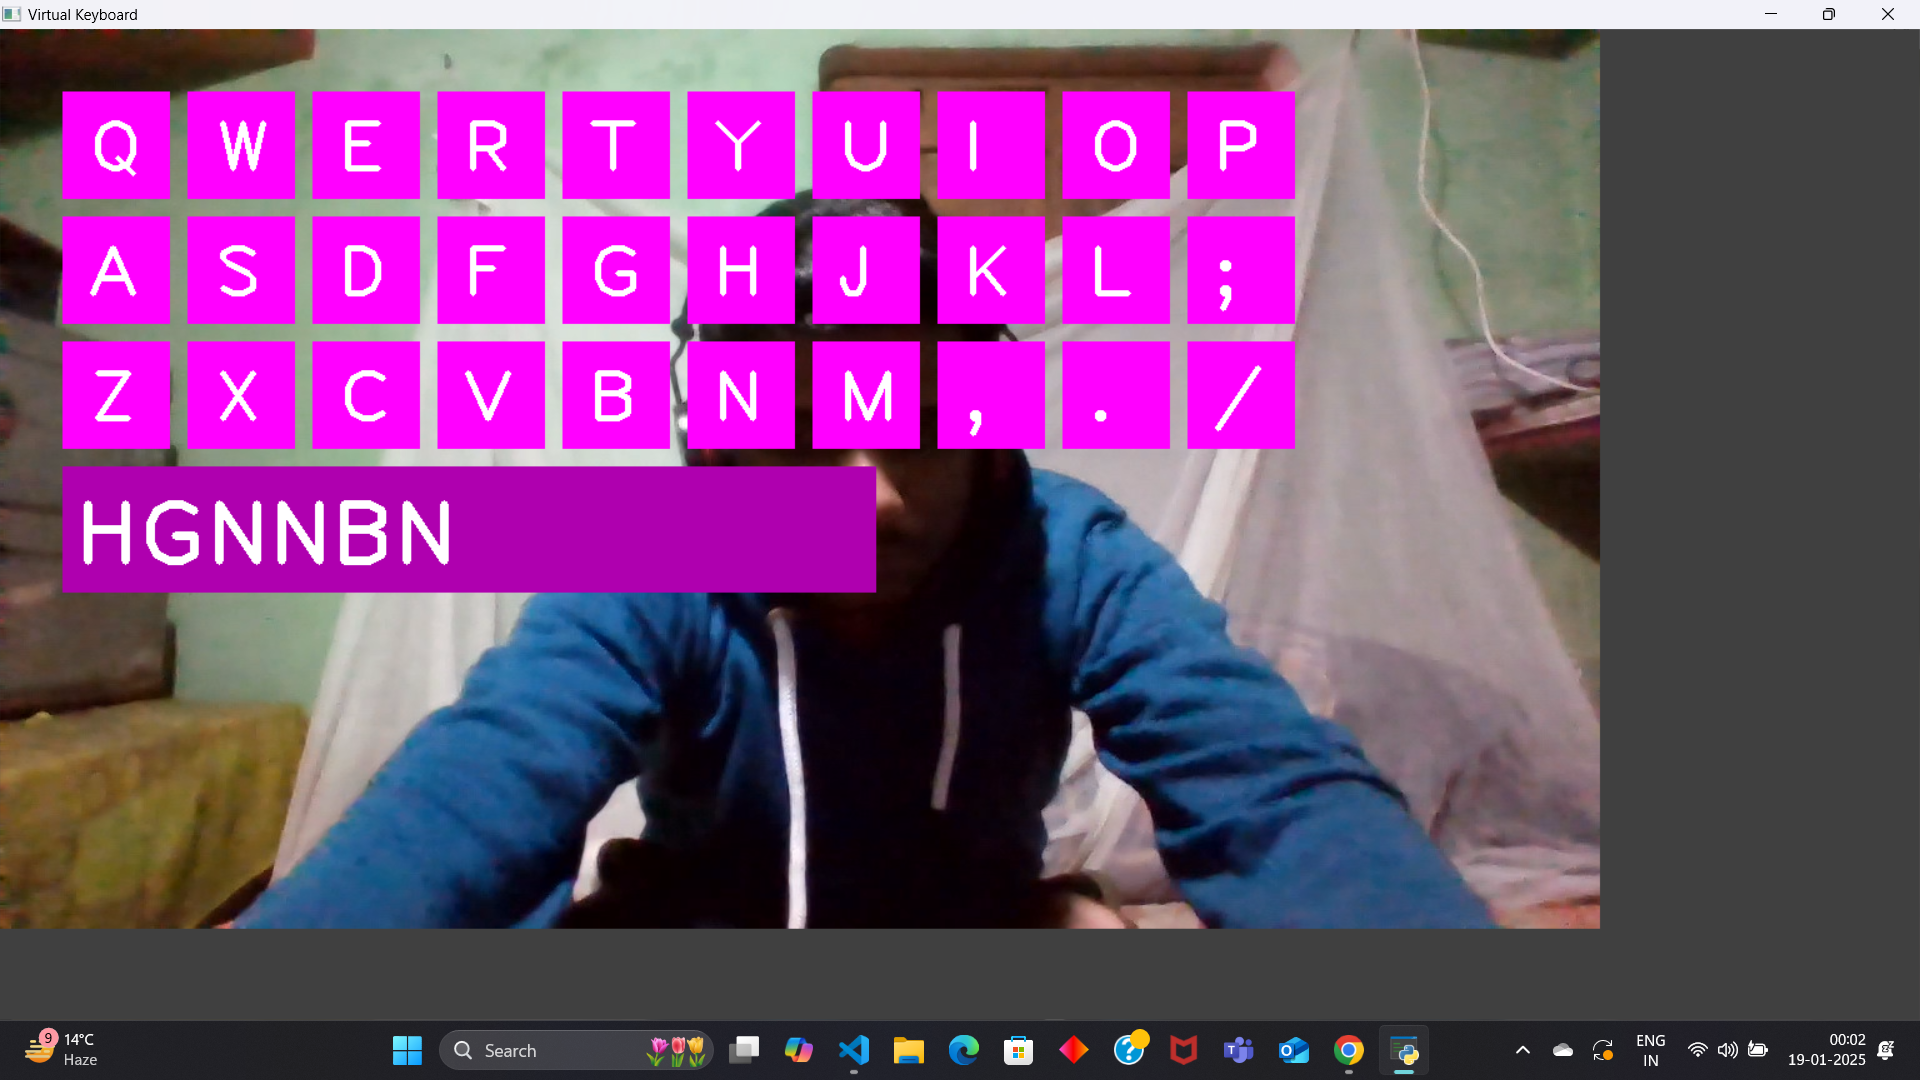 Virtual Keyboard
Q W E R T Y U I O P
A S D F G H J K L ;
Z X C V B N M , . /
HGNNBN
9
14°C
Haze
Search
ENG
IN
00:02
19-01-2025